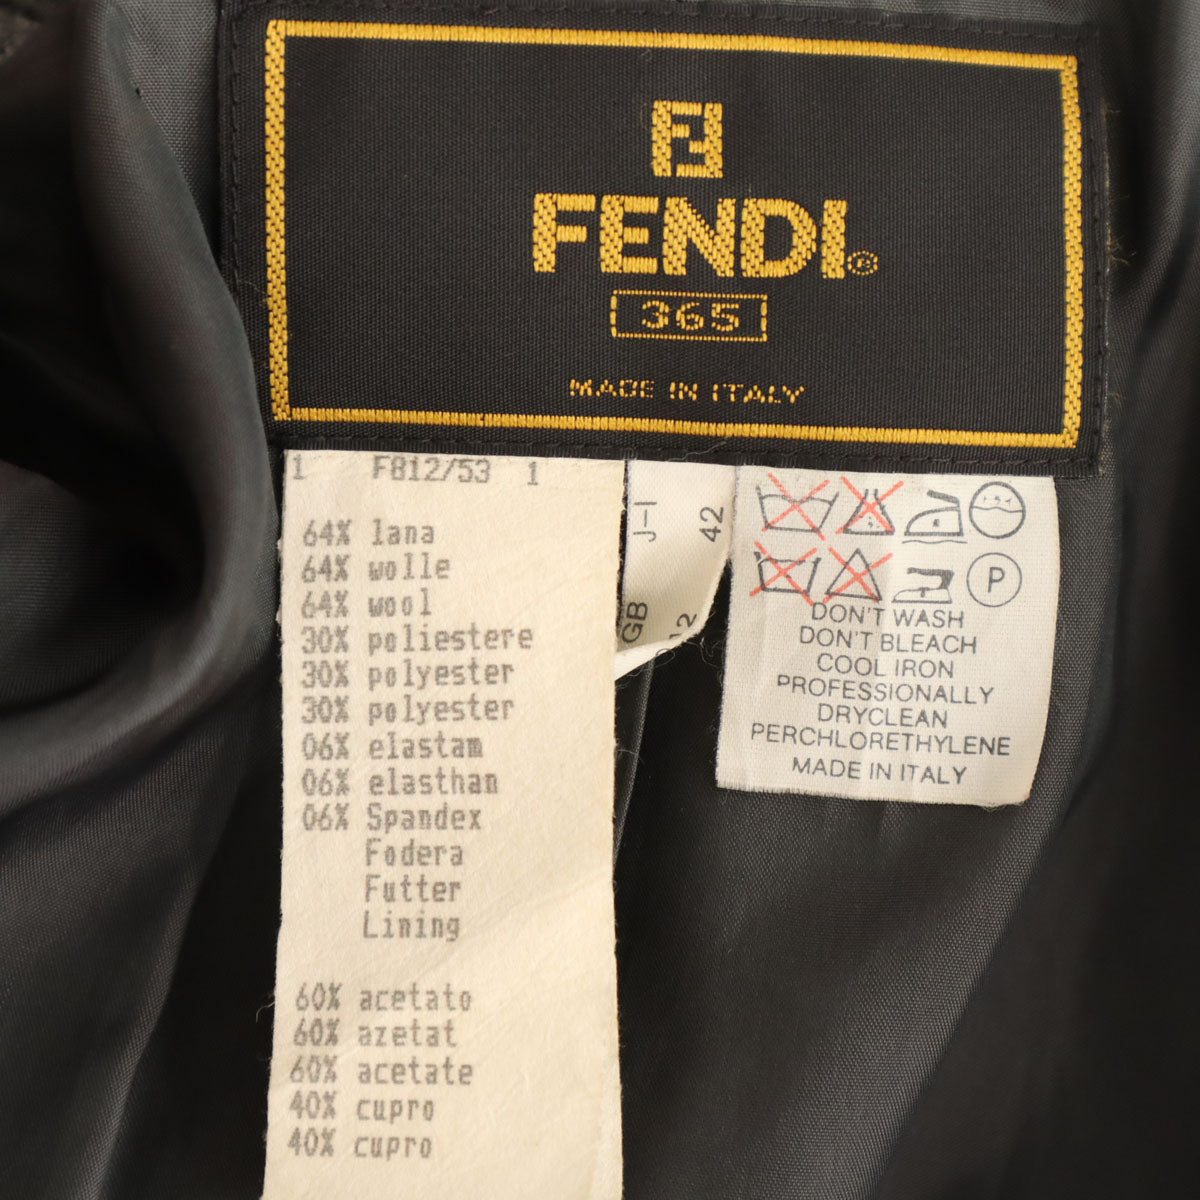 FENDI®
365
MADE IN ITALY
1 F812/53 1
64% lana
64% wolle
64% wool
30% poliestere
30% polyester
30% polyester
06% elastam
06% elasthan
06% Spandex
Fodera
Futter
Lining
60% acetato
60% azetat
60% acetate
40% cupro
40% cupro
J-I 42
GB 12
P
DON'T WASH
DON'T BLEACH
COOL IRON
PROFESSIONALLY
DRYCLEAN
PERCHLORETHYLENE
MADE IN ITALY